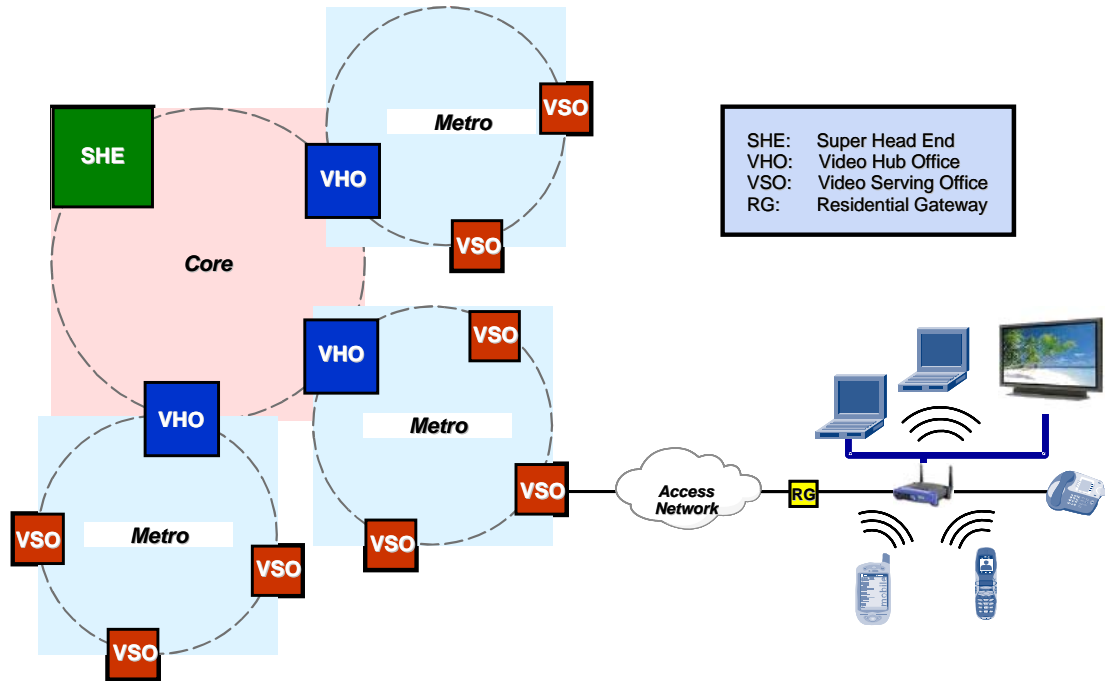 VSO
Metro
SHE
VHO
VSO
Core
SHE: Super Head End
VHO: Video Hub Office
VSO: Video Serving Office
RG: Residential Gateway
VHO
VSO
Metro
VHO
VSO
VSO
Access
Network
RG
VSO
Metro
VSO
VSO
VSO